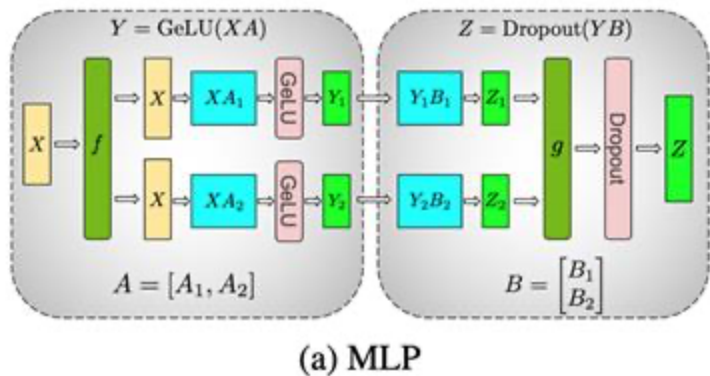 Y = GeLU(XA)
Z = Dropout(YB)
X
f
X
XA₁
GeLU
Y₁
Y₁B₁
Z₁
X
XA₂
GeLU
Y₂
Y₂B₂
Z₂
g
Dropout
Z
A = [A₁, A₂]
B = [B₁
B₂]
(a) MLP